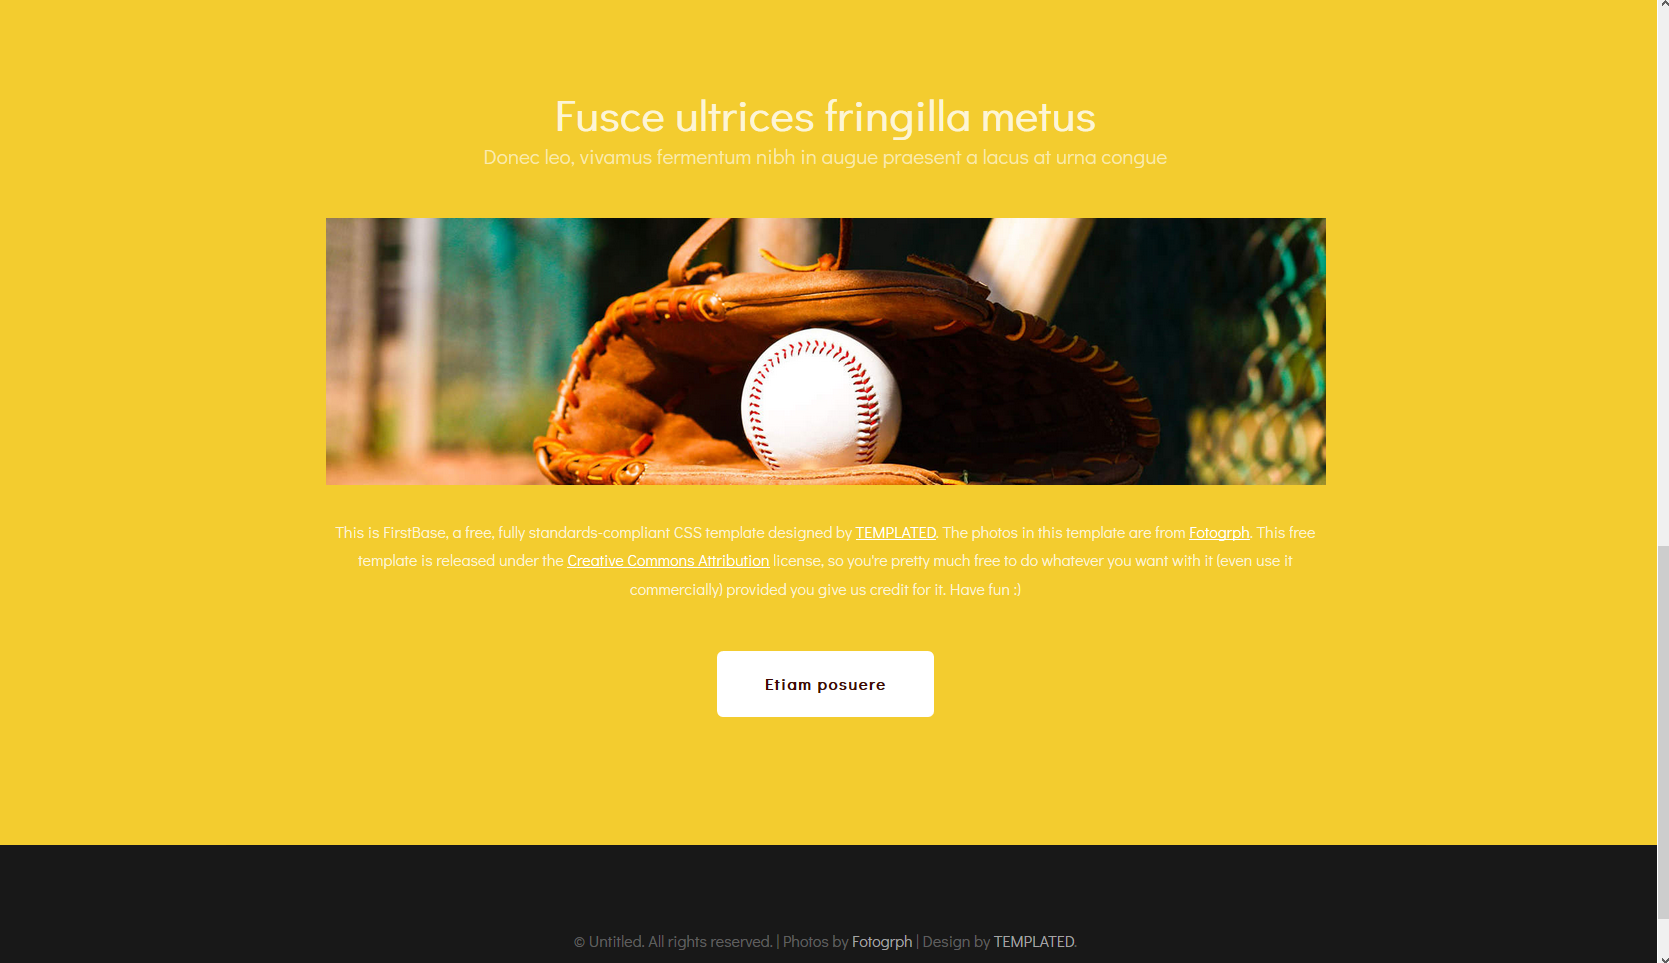 Fusce ultrices fringilla metus
Donec leo, vivamus fermentum nibh in augue praesent a lacus at urna congue
This is FirstBase, a free, fully standards-compliant CSS template designed by TEMPLATED. The photos in this template are from Fotogrph. This free
template is released under the Creative Commons Attribution license, so you're pretty much free to do whatever you want with it (even use it
commercially) provided you give us credit for it. Have fun :)
Etiam posuere
© Untitled. All rights reserved. | Photos by Fotogrph | Design by TEMPLATED.